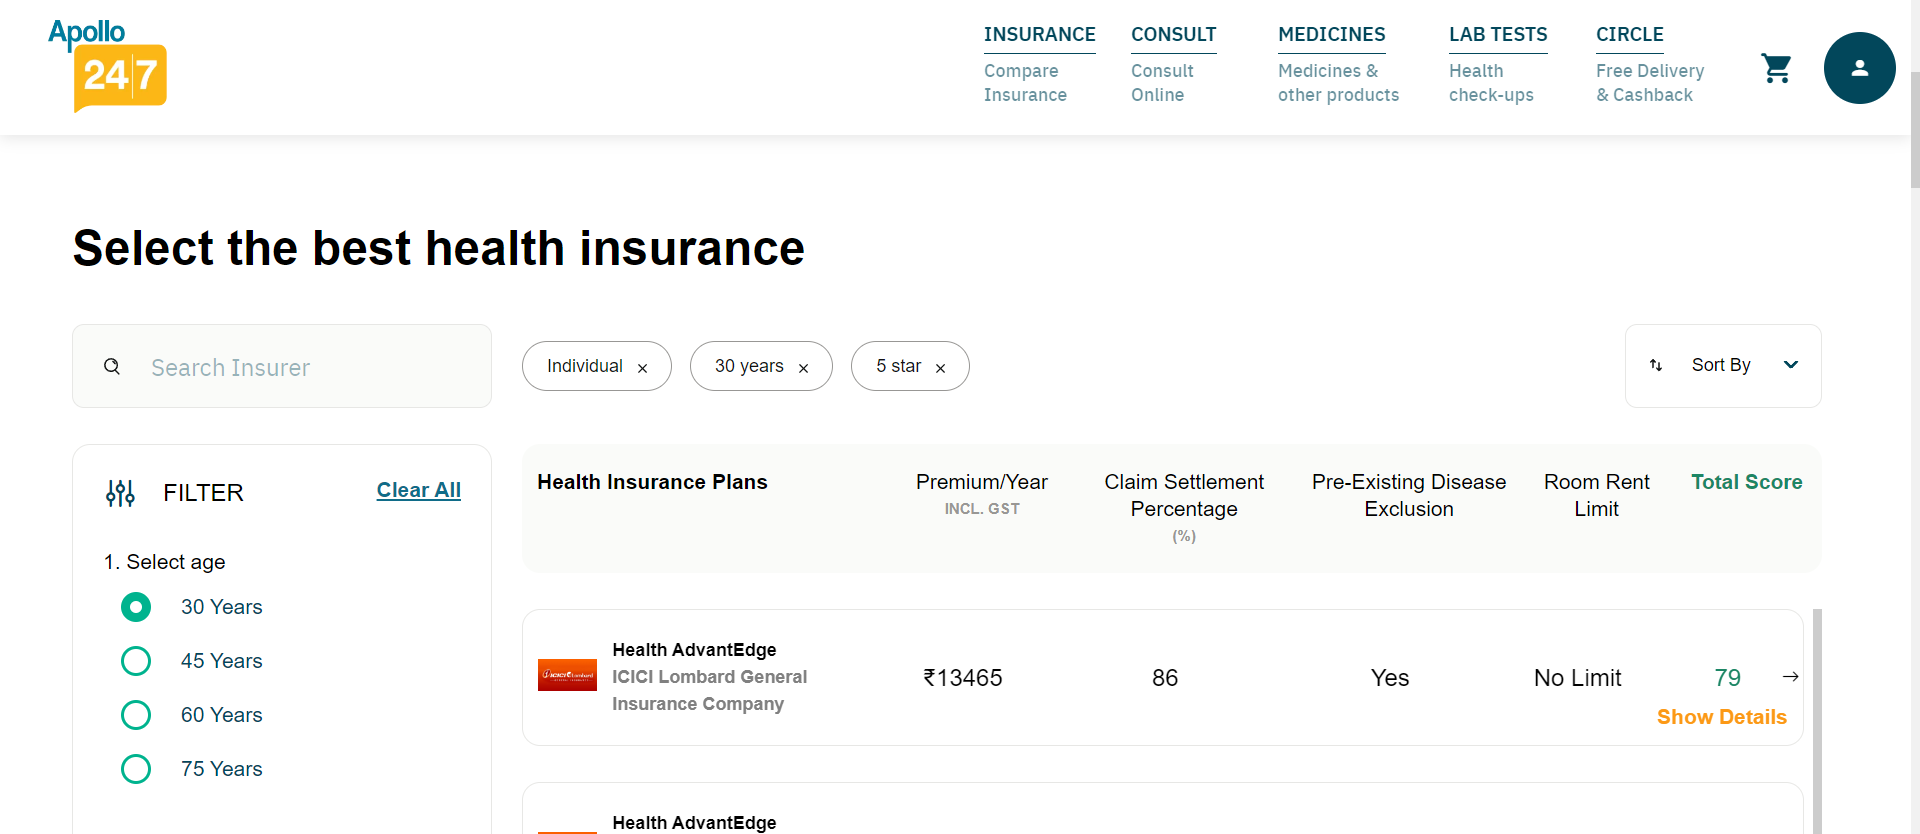 Apollo
24|7
INSURANCE
Compare
Insurance
CONSULT
Consult
Online
MEDICINES
Medicines &
other products
LAB TESTS
Health
check-ups
CIRCLE
Free Delivery
& Cashback
Select the best health insurance
Search Insurer
Individual ×
30 years ×
5 star ×
Sort By
FILTER
Clear All
1. Select age
30 Years
45 Years
60 Years
75 Years
Health Insurance Plans
Premium/Year
INCL. GST
Claim Settlement
Percentage
(%)
Pre-Existing Disease
Exclusion
Room Rent
Limit
Total Score
Health AdvantEdge
ICICI Lombard General
Insurance Company
ICICI Lombard
₹13465
86
Yes
No Limit
79
Show Details
Health AdvantEdge